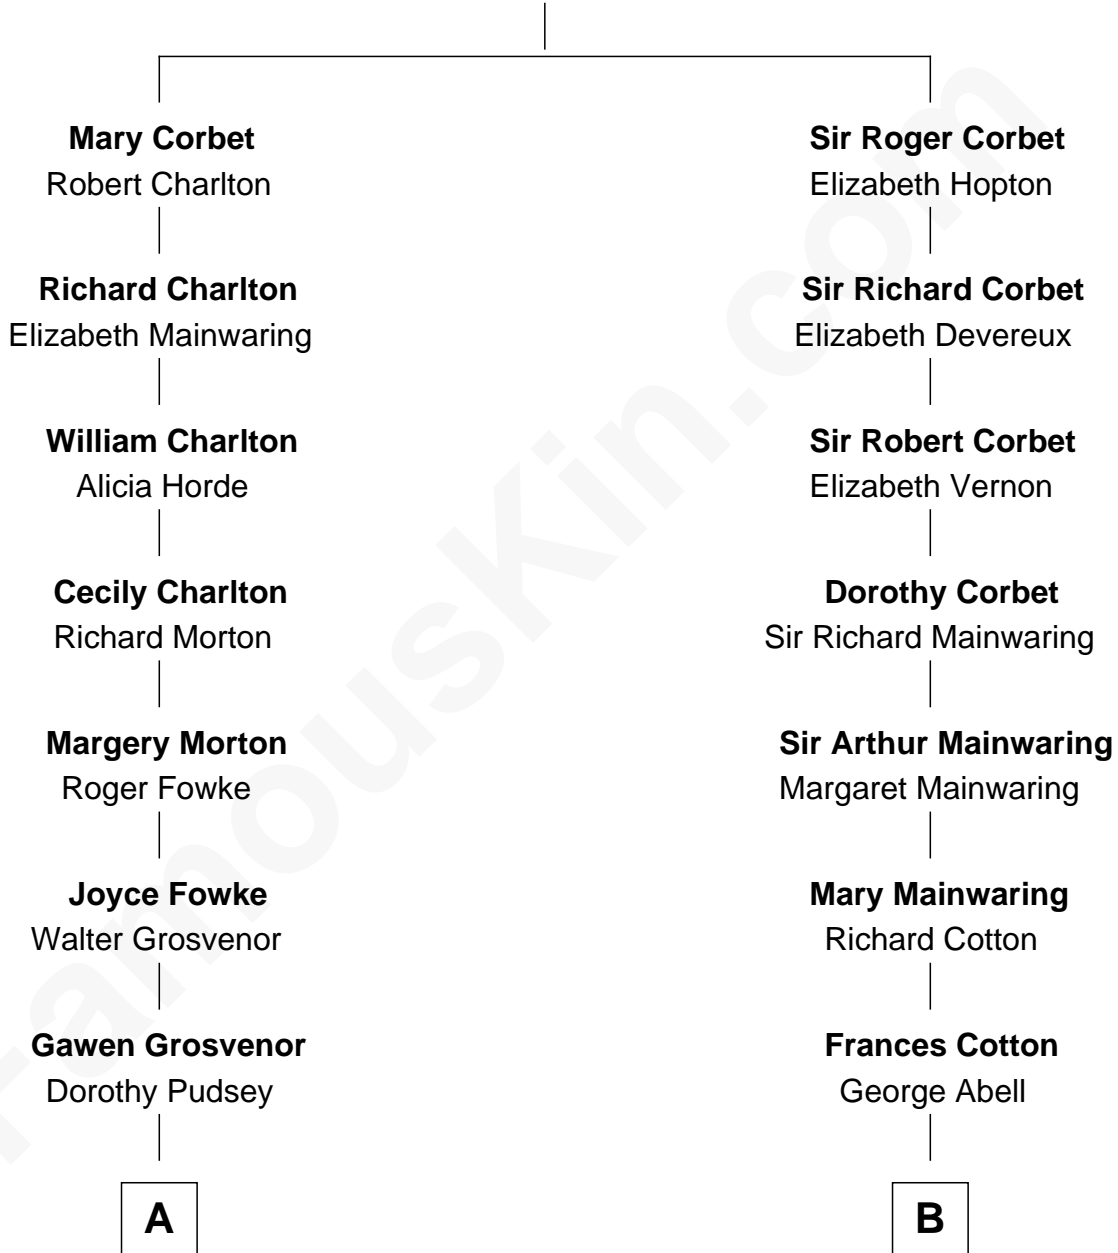 Mary Corbet
Robert Charlton
Richard Charlton
Elizabeth Mainwaring
William Charlton
Alicia Horde
Cecily Charlton
Richard Morton
Margery Morton
Roger Fowke
Joyce Fowke
Walter Grosvenor
Gawen Grosvenor
Dorothy Pudsey
A
Sir Roger Corbet
Elizabeth Hopton
Sir Richard Corbet
Elizabeth Devereux
Sir Robert Corbet
Elizabeth Vernon
Dorothy Corbet
Sir Richard Mainwaring
Sir Arthur Mainwaring
Margaret Mainwaring
Mary Mainwaring
Richard Cotton
Frances Cotton
George Abell
B
FamousKin.com